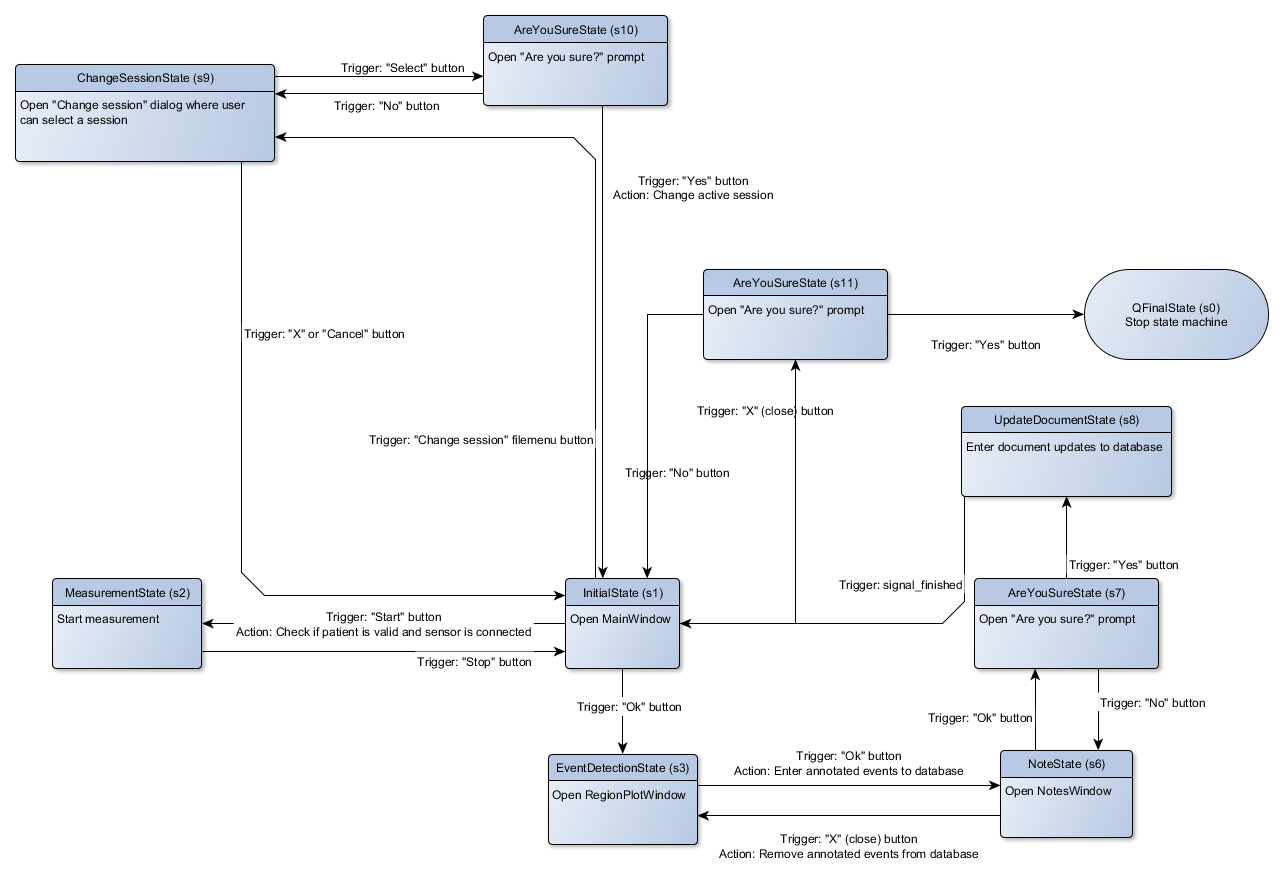 AreYouSureState (s10)
Open "Are you sure?" prompt
ChangeSessionState (s9)
Open "Change session" dialog where user
can select a session
Trigger: "Select" button
Trigger: "No" button
Trigger: "Yes" button
Action: Change active session
AreYouSureState (s11)
Open "Are you sure?" prompt
QFinalState (s0)
Stop state machine
Trigger: "Yes" button
Trigger: "X" or "Cancel" button
Trigger: "X" (close) button
Trigger: "Change session" filemenu button
Trigger: "No" button
UpdateDocumentState (s8)
Enter document updates to database
Trigger: "Yes" button
Trigger: signal_finished
MeasurementState (s2)
Start measurement
Trigger: "Start" button
Action: Check if patient is valid and sensor is connected
Trigger: "Stop" button
InitialState (s1)
Open MainWindow
AreYouSureState (s7)
Open "Are you sure?" prompt
Trigger: "Ok" button
Trigger: "Ok" button
Trigger: "No" button
EventDetectionState (s3)
Open RegionPlotWindow
Trigger: "Ok" button
Action: Enter annotated events to database
NoteState (s6)
Open NotesWindow
Trigger: "X" (close) button
Action: Remove annotated events from database